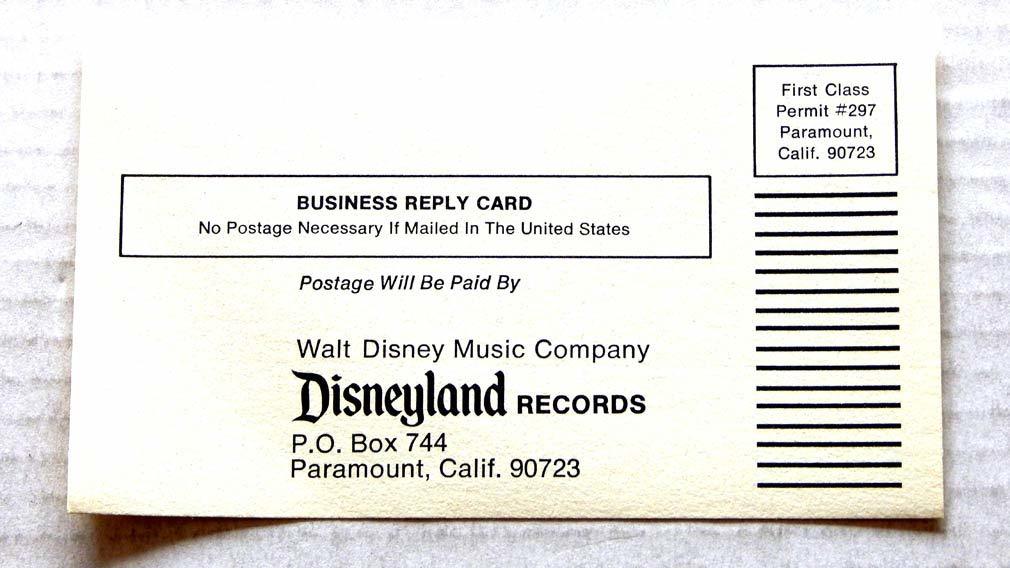 First Class
Permit #297
Paramount,
Calif. 90723
BUSINESS REPLY CARD
No Postage Necessary If Mailed In The United States
Postage Will Be Paid By
Walt Disney Music Company
Disneyland RECORDS
P.O. Box 744
Paramount, Calif. 90723